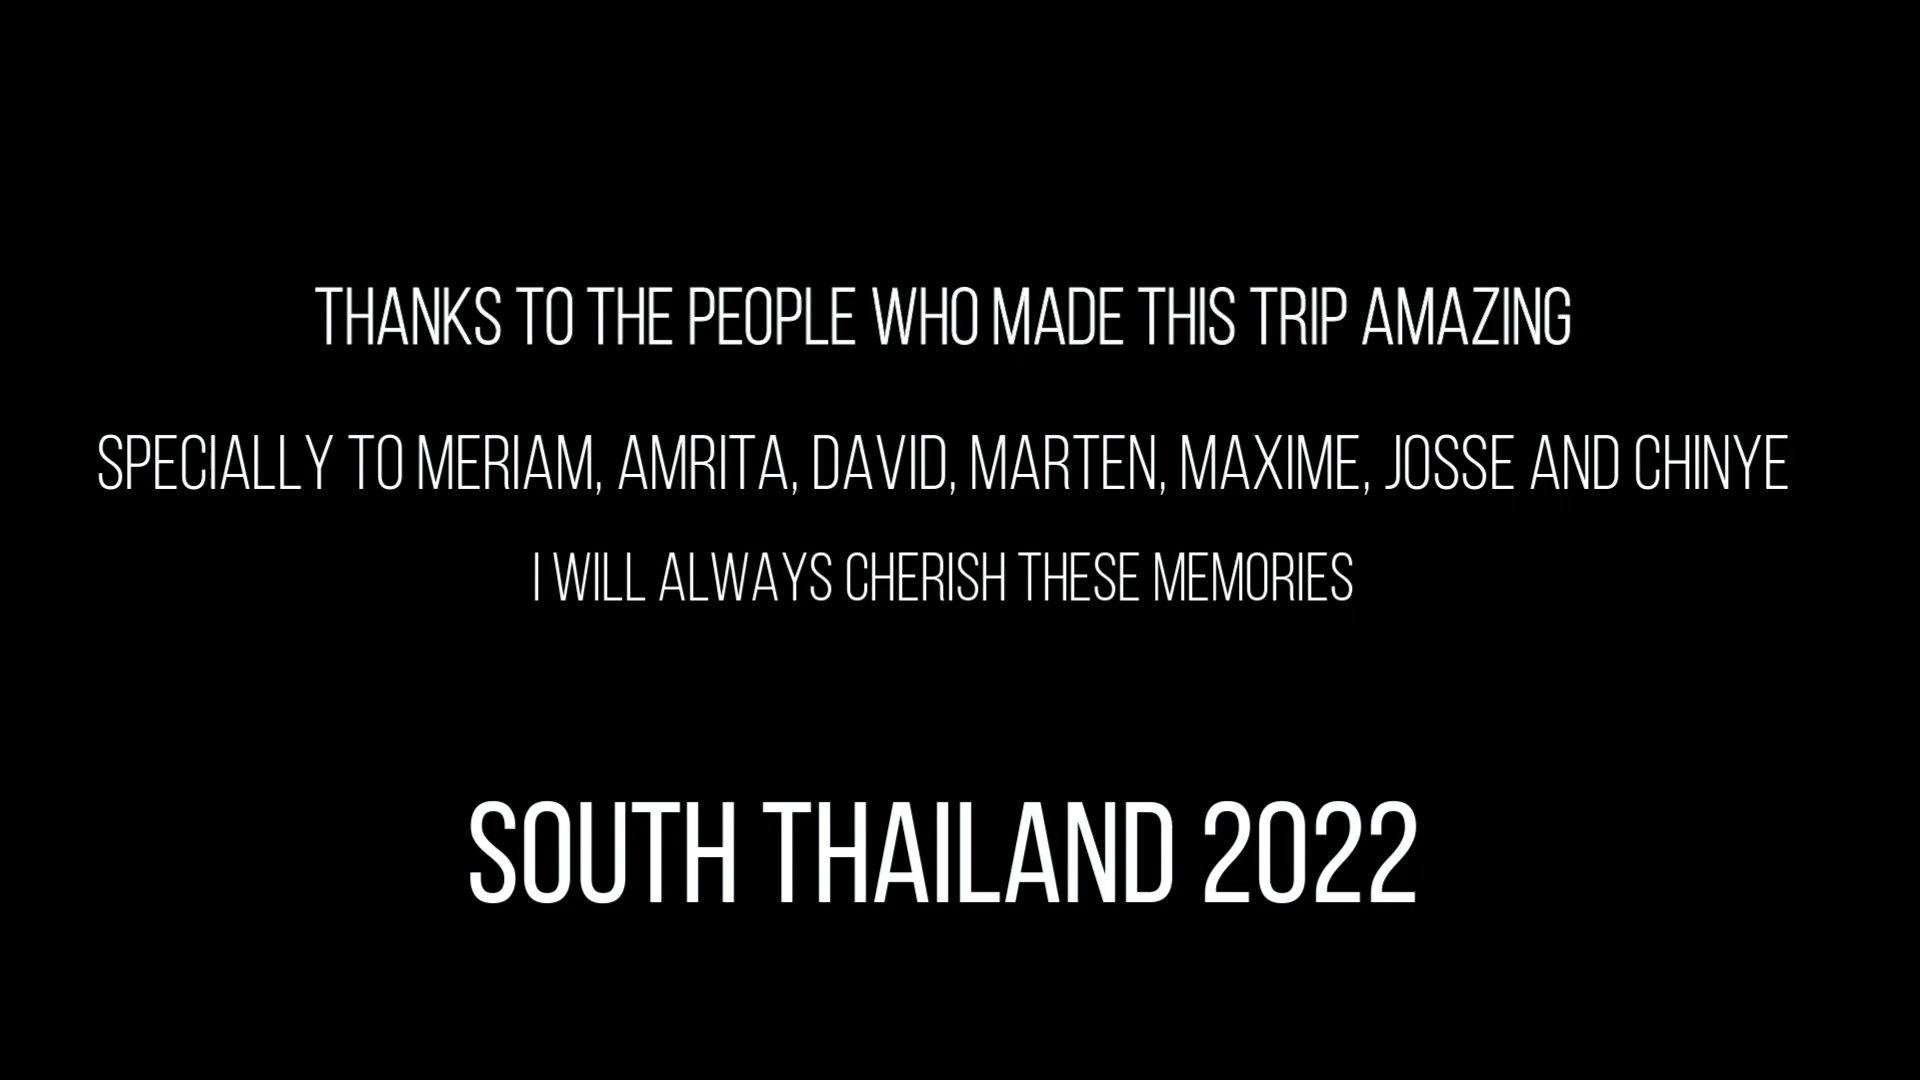 THANKS TO THE PEOPLE WHO MADE THIS TRIP AMAZING
SPECIALLY TO MERIAM, AMRITA, DAVID, MARTEN, MAXIME, JOSSE AND CHINYE
I WILL ALWAYS CHERISH THESE MEMORIES
SOUTH THAILAND 2022